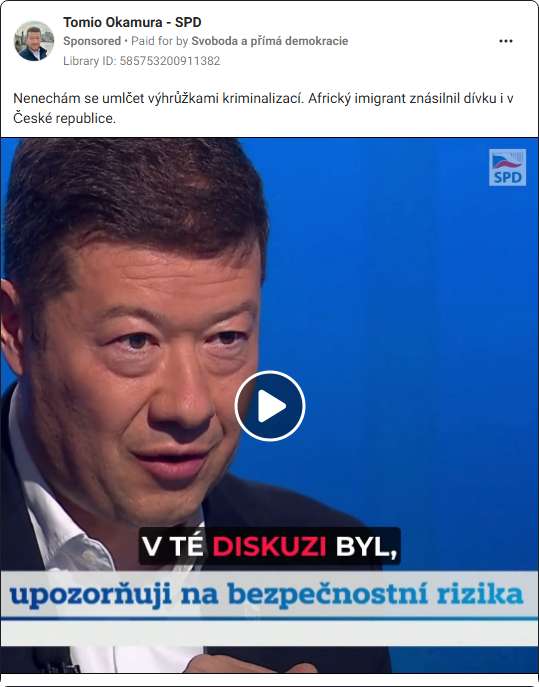 Tomio Okamura - SPD
Sponsored • Paid for by Svoboda a přímá demokracie
Library ID: 585753200911382
Nenechám se umlčet výhrůžkami kriminalizací. Africký imigrant znásilnil dívku i v
České republice.
SPD
V TÉ DISKUZI BYL,
upozorňuji na bezpečnostní rizika